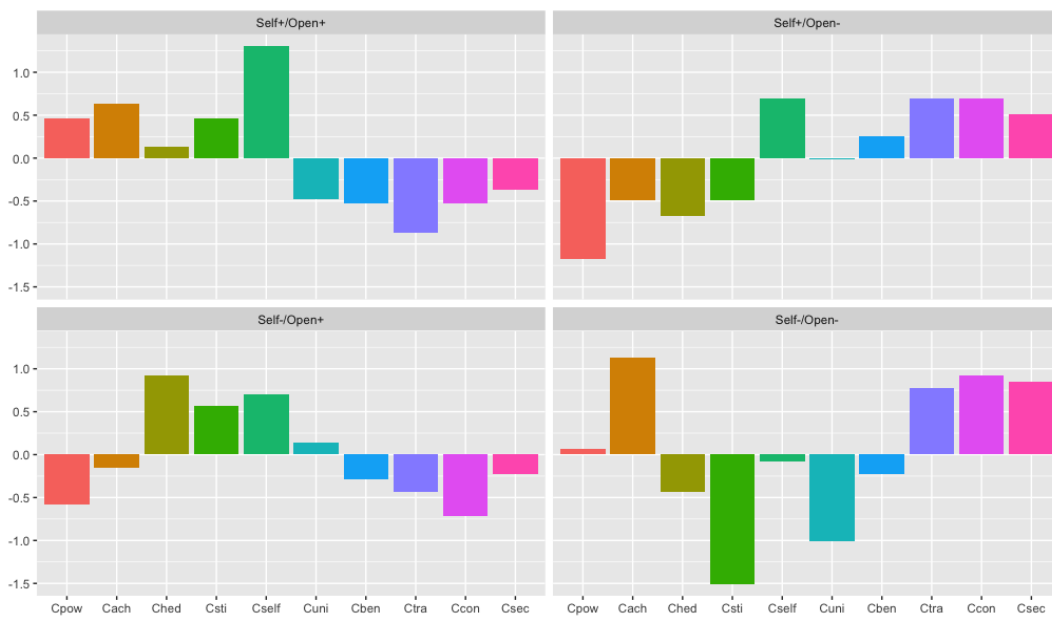 Self+/Open+
Self+/Open-
1.0
0.5
0.0
-0.5
-1.0
-1.5
Self-/Open+
Self-/Open-
1.0
0.5
0.0
-0.5
-1.0
-1.5
Cpow Cach Ched Csti Cself Cuni Cben Ctra Ccon Csec
Cpow Cach Ched Csti Cself Cuni Cben Ctra Ccon Csec